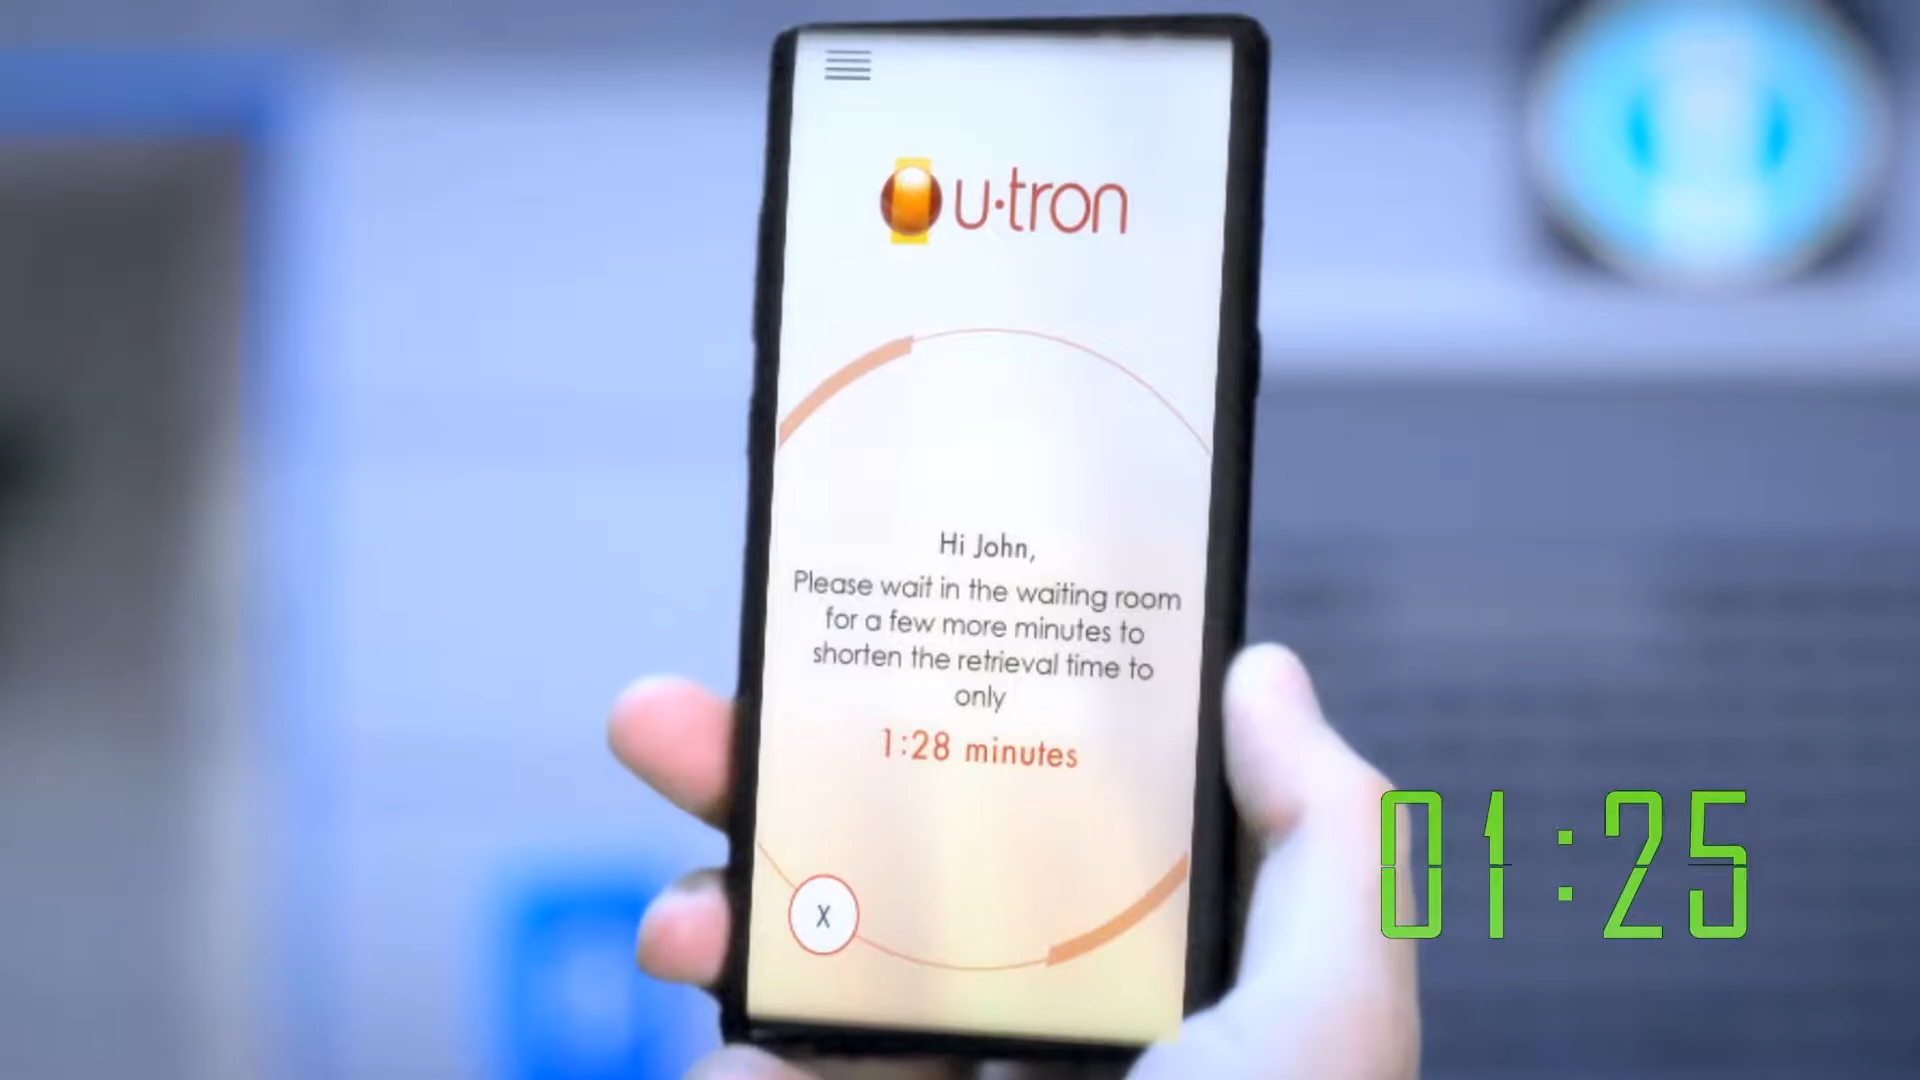 u·tron
Hi John,
Please wait in the waiting room
for a few more minutes to
shorten the retrieval time to
only
1:28 minutes
X
01:25